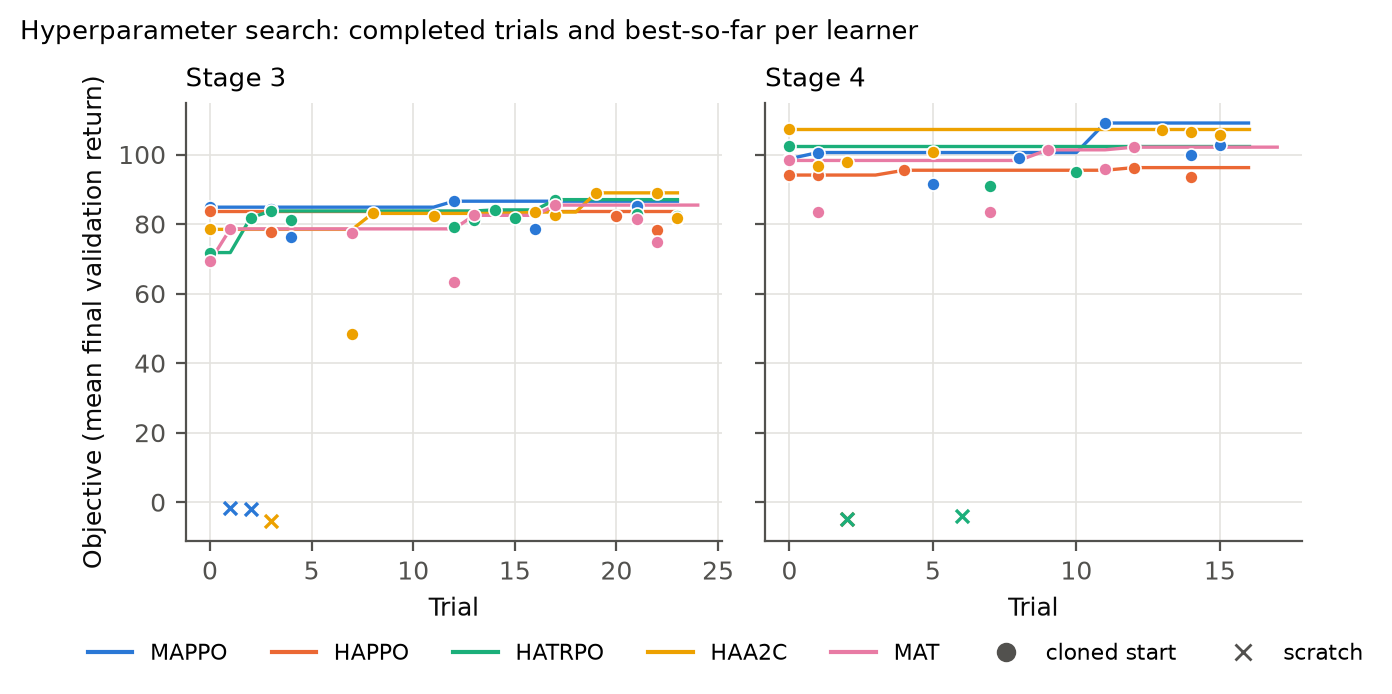 Hyperparameter search: completed trials and best-so-far per learner
Stage 3
Stage 4
Objective (mean final validation return)
100
80
60
40
20
0
0 5 10 15 20 25
0 5 10 15
Trial
Trial
MAPPO HAPPO HATRPO HAA2C MAT cloned start scratch